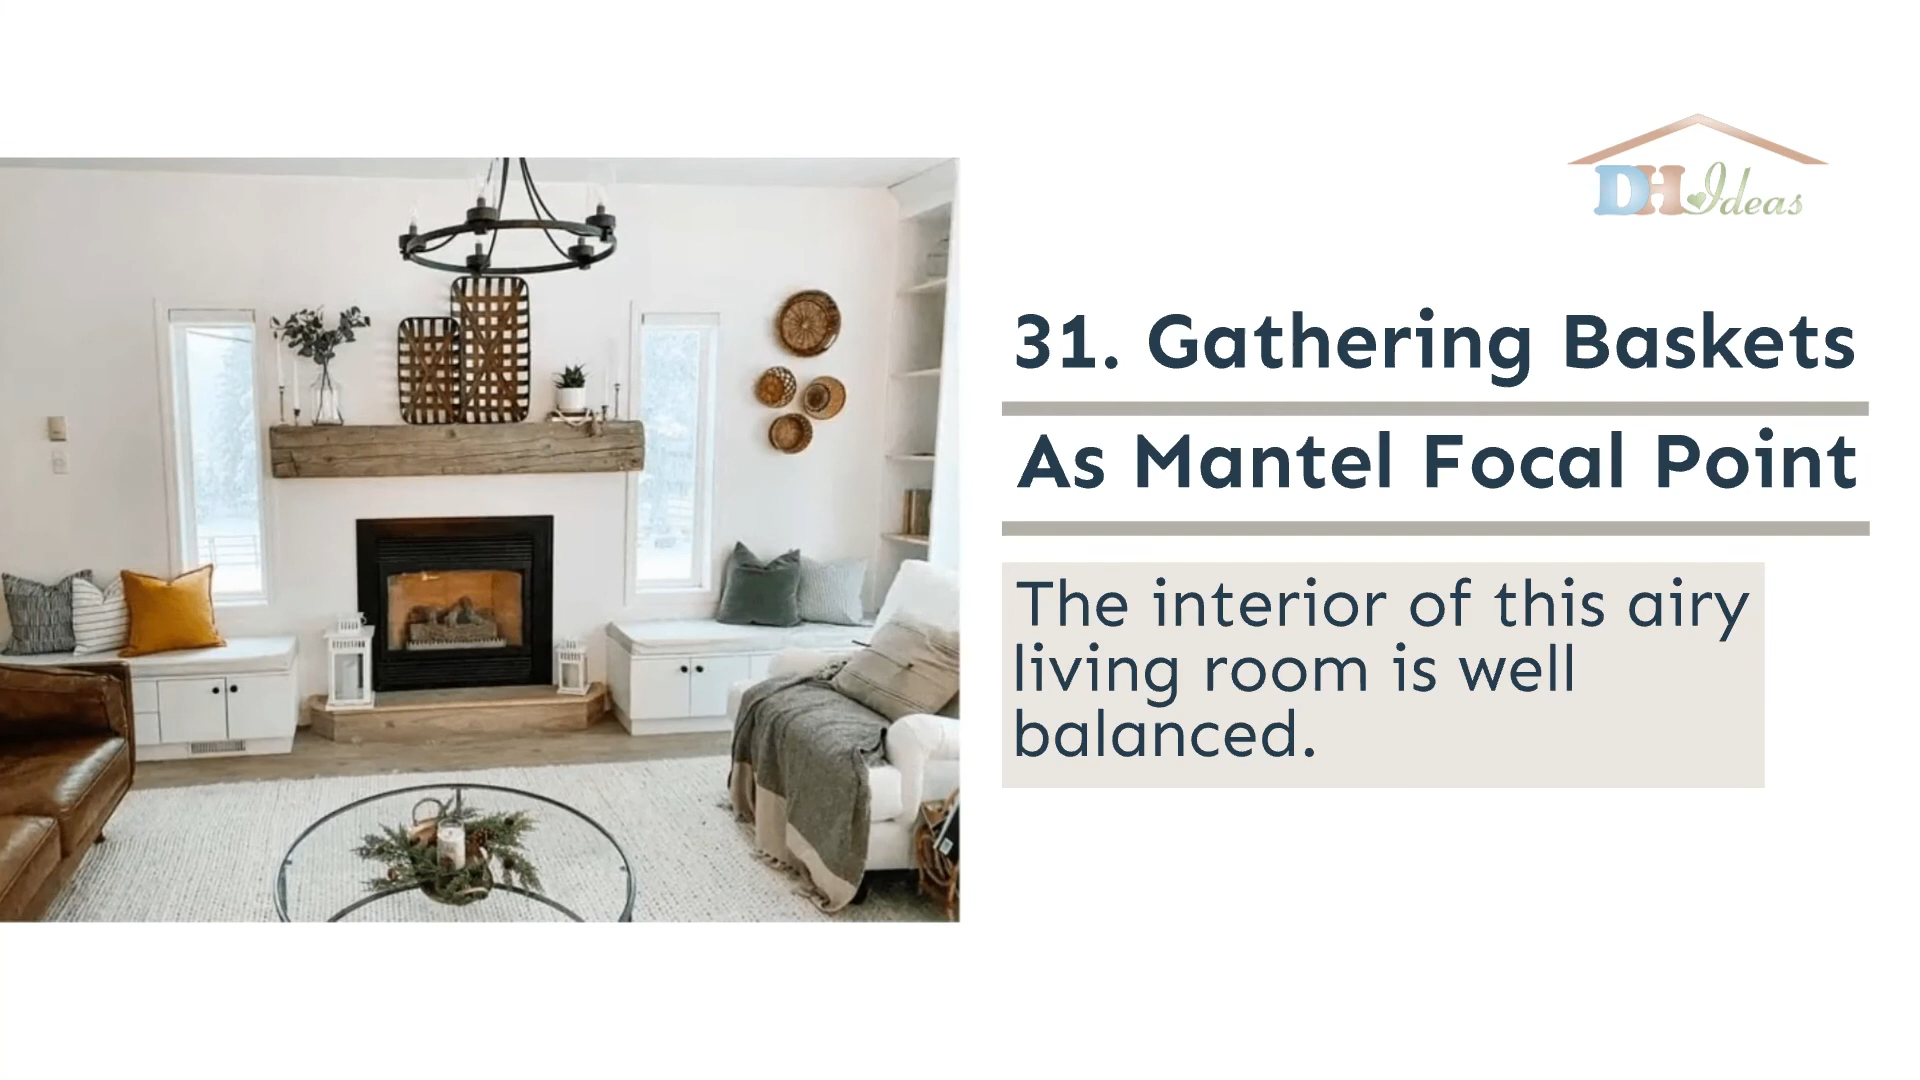 DH Ideas
31. Gathering Baskets
As Mantel Focal Point
The interior of this airy
living room is well
balanced.